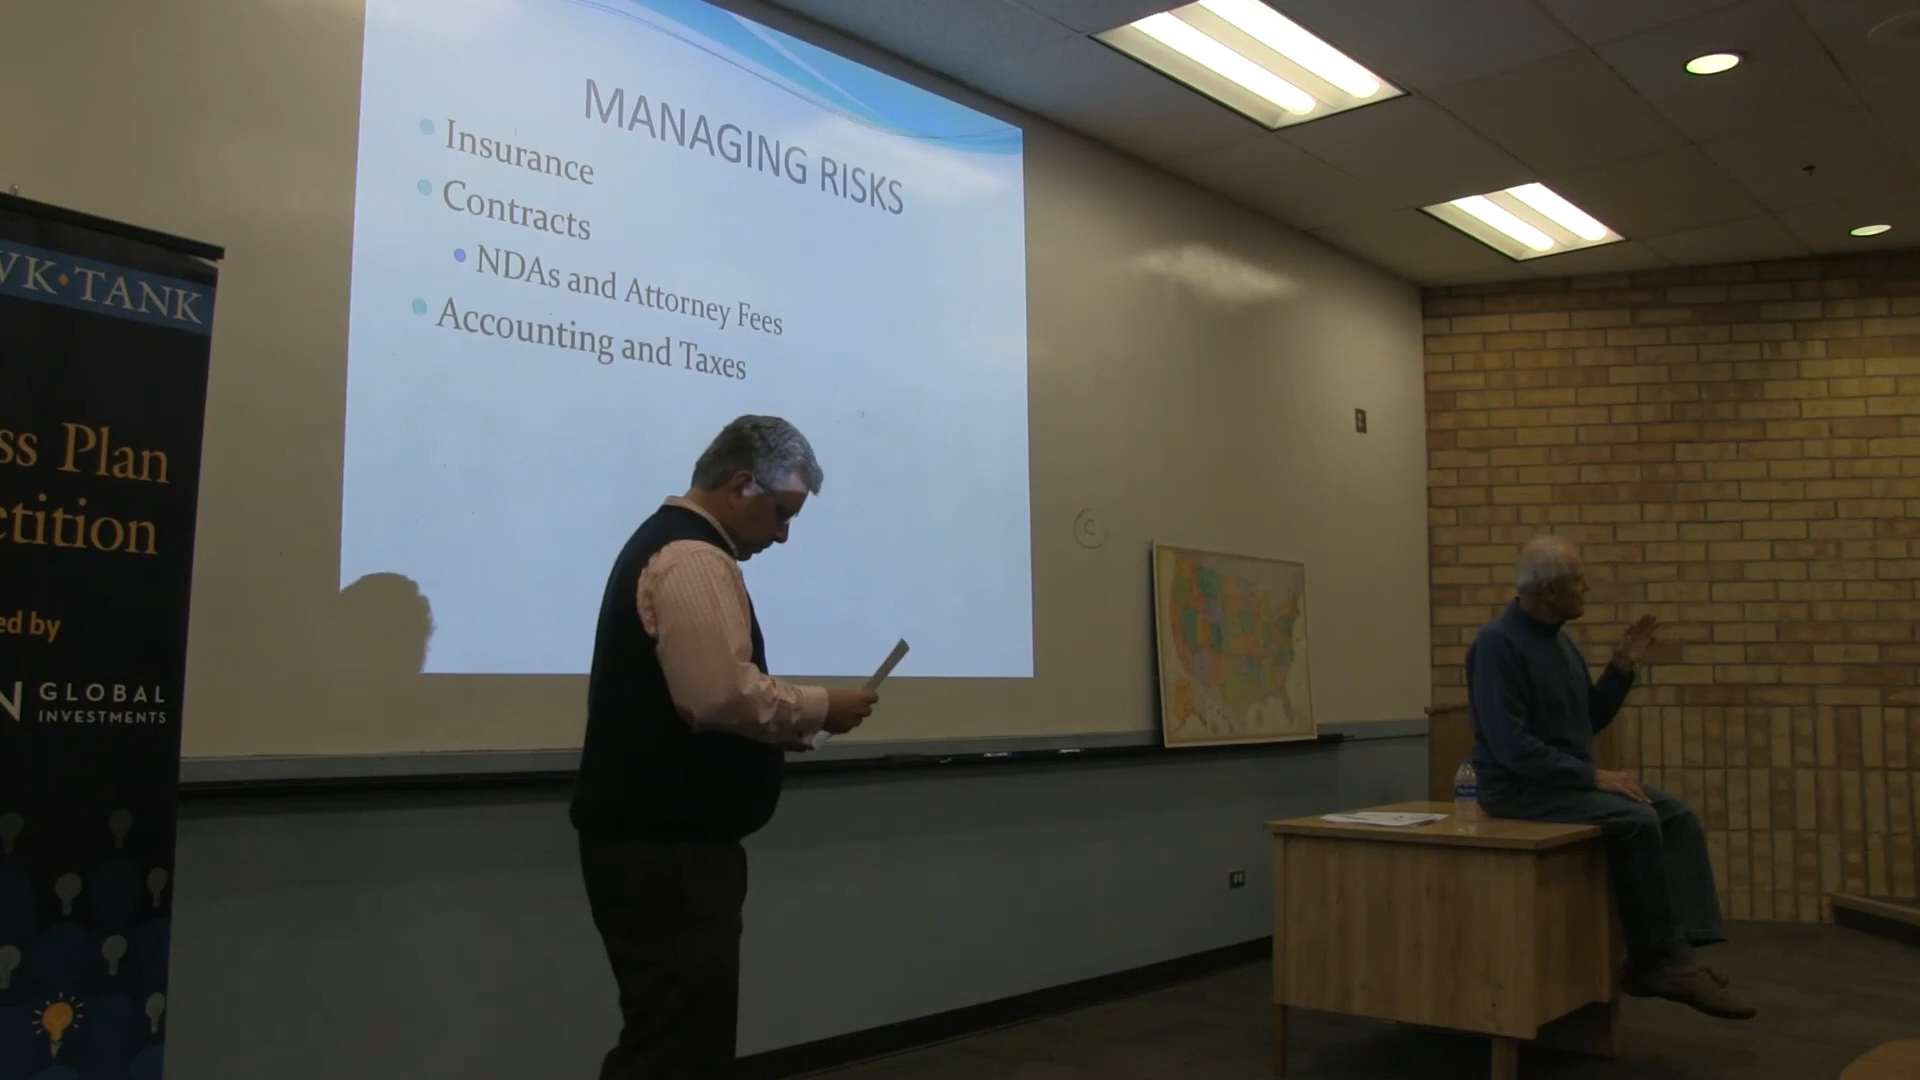 MANAGING RISKS
Insurance
Contracts
NDAs and Attorney Fees
Accounting and Taxes
WK◆TANK
ss Plan
etition
ed by
N GLOBAL
INVESTMENTS
C